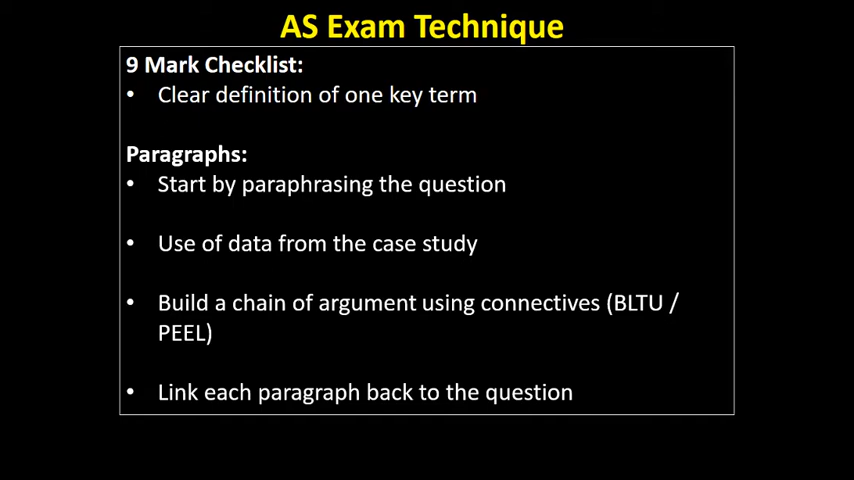 AS Exam Technique
9 Mark Checklist:
• Clear definition of one key term
Paragraphs:
• Start by paraphrasing the question
• Use of data from the case study
• Build a chain of argument using connectives (BLTU /
PEEL)
• Link each paragraph back to the question